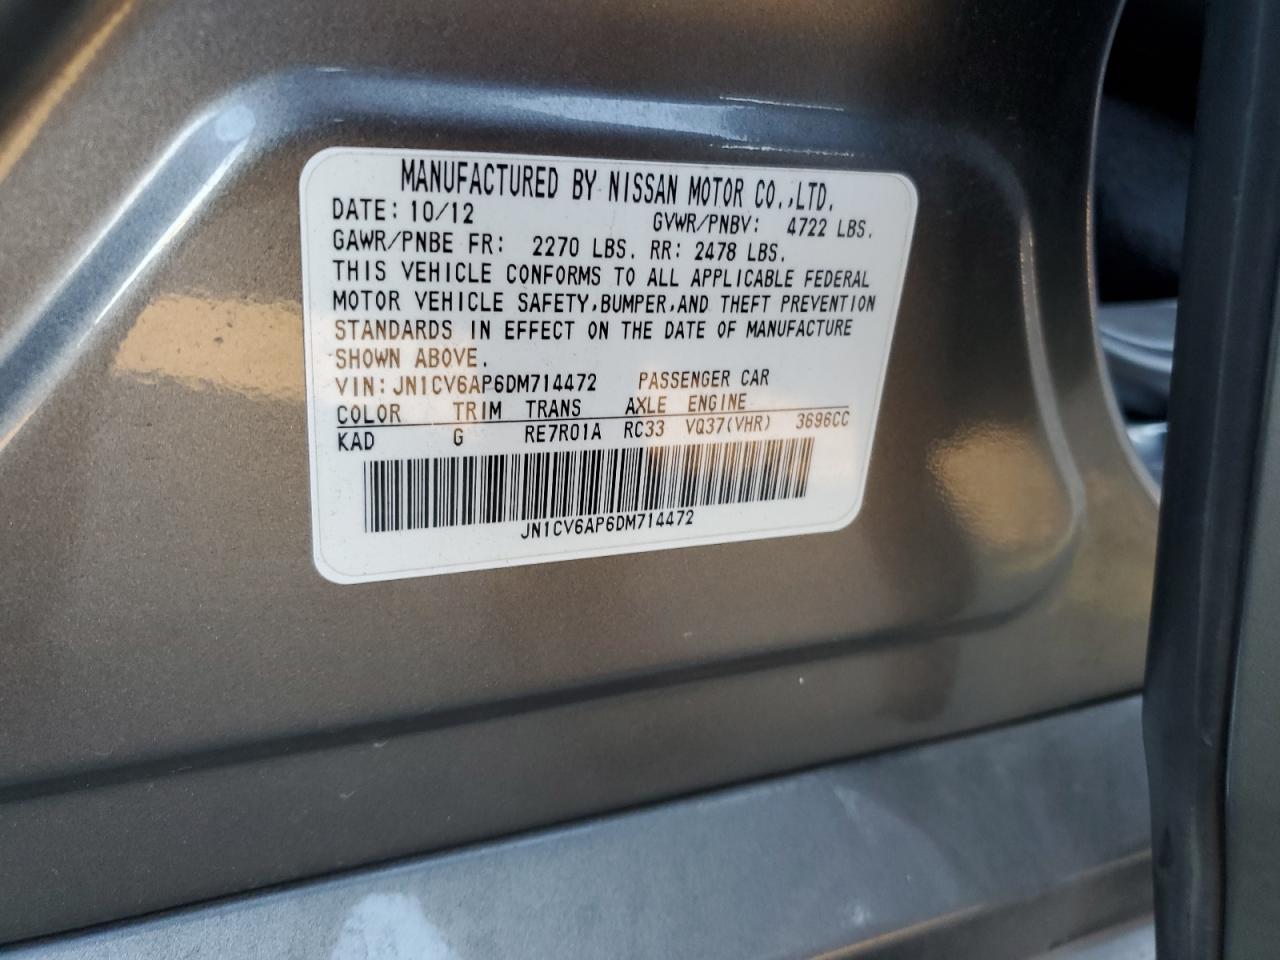 MANUFACTURED BY NISSAN MOTOR CO.,LTD.
DATE: 10/12 GVWR/PNBV: 4722 LBS.
GAWR/PNBE FR: 2270 LBS. RR: 2478 LBS.
THIS VEHICLE CONFORMS TO ALL APPLICABLE FEDERAL
MOTOR VEHICLE SAFETY,BUMPER,AND THEFT PREVENTION
STANDARDS IN EFFECT ON THE DATE OF MANUFACTURE
SHOWN ABOVE.
VIN: JN1CV6AP6DM714472 PASSENGER CAR
COLOR TRIM TRANS AXLE ENGINE
KAD G RE7R01A RC33 VQ37(VHR) 3696CC
JN1CV6AP6DM714472